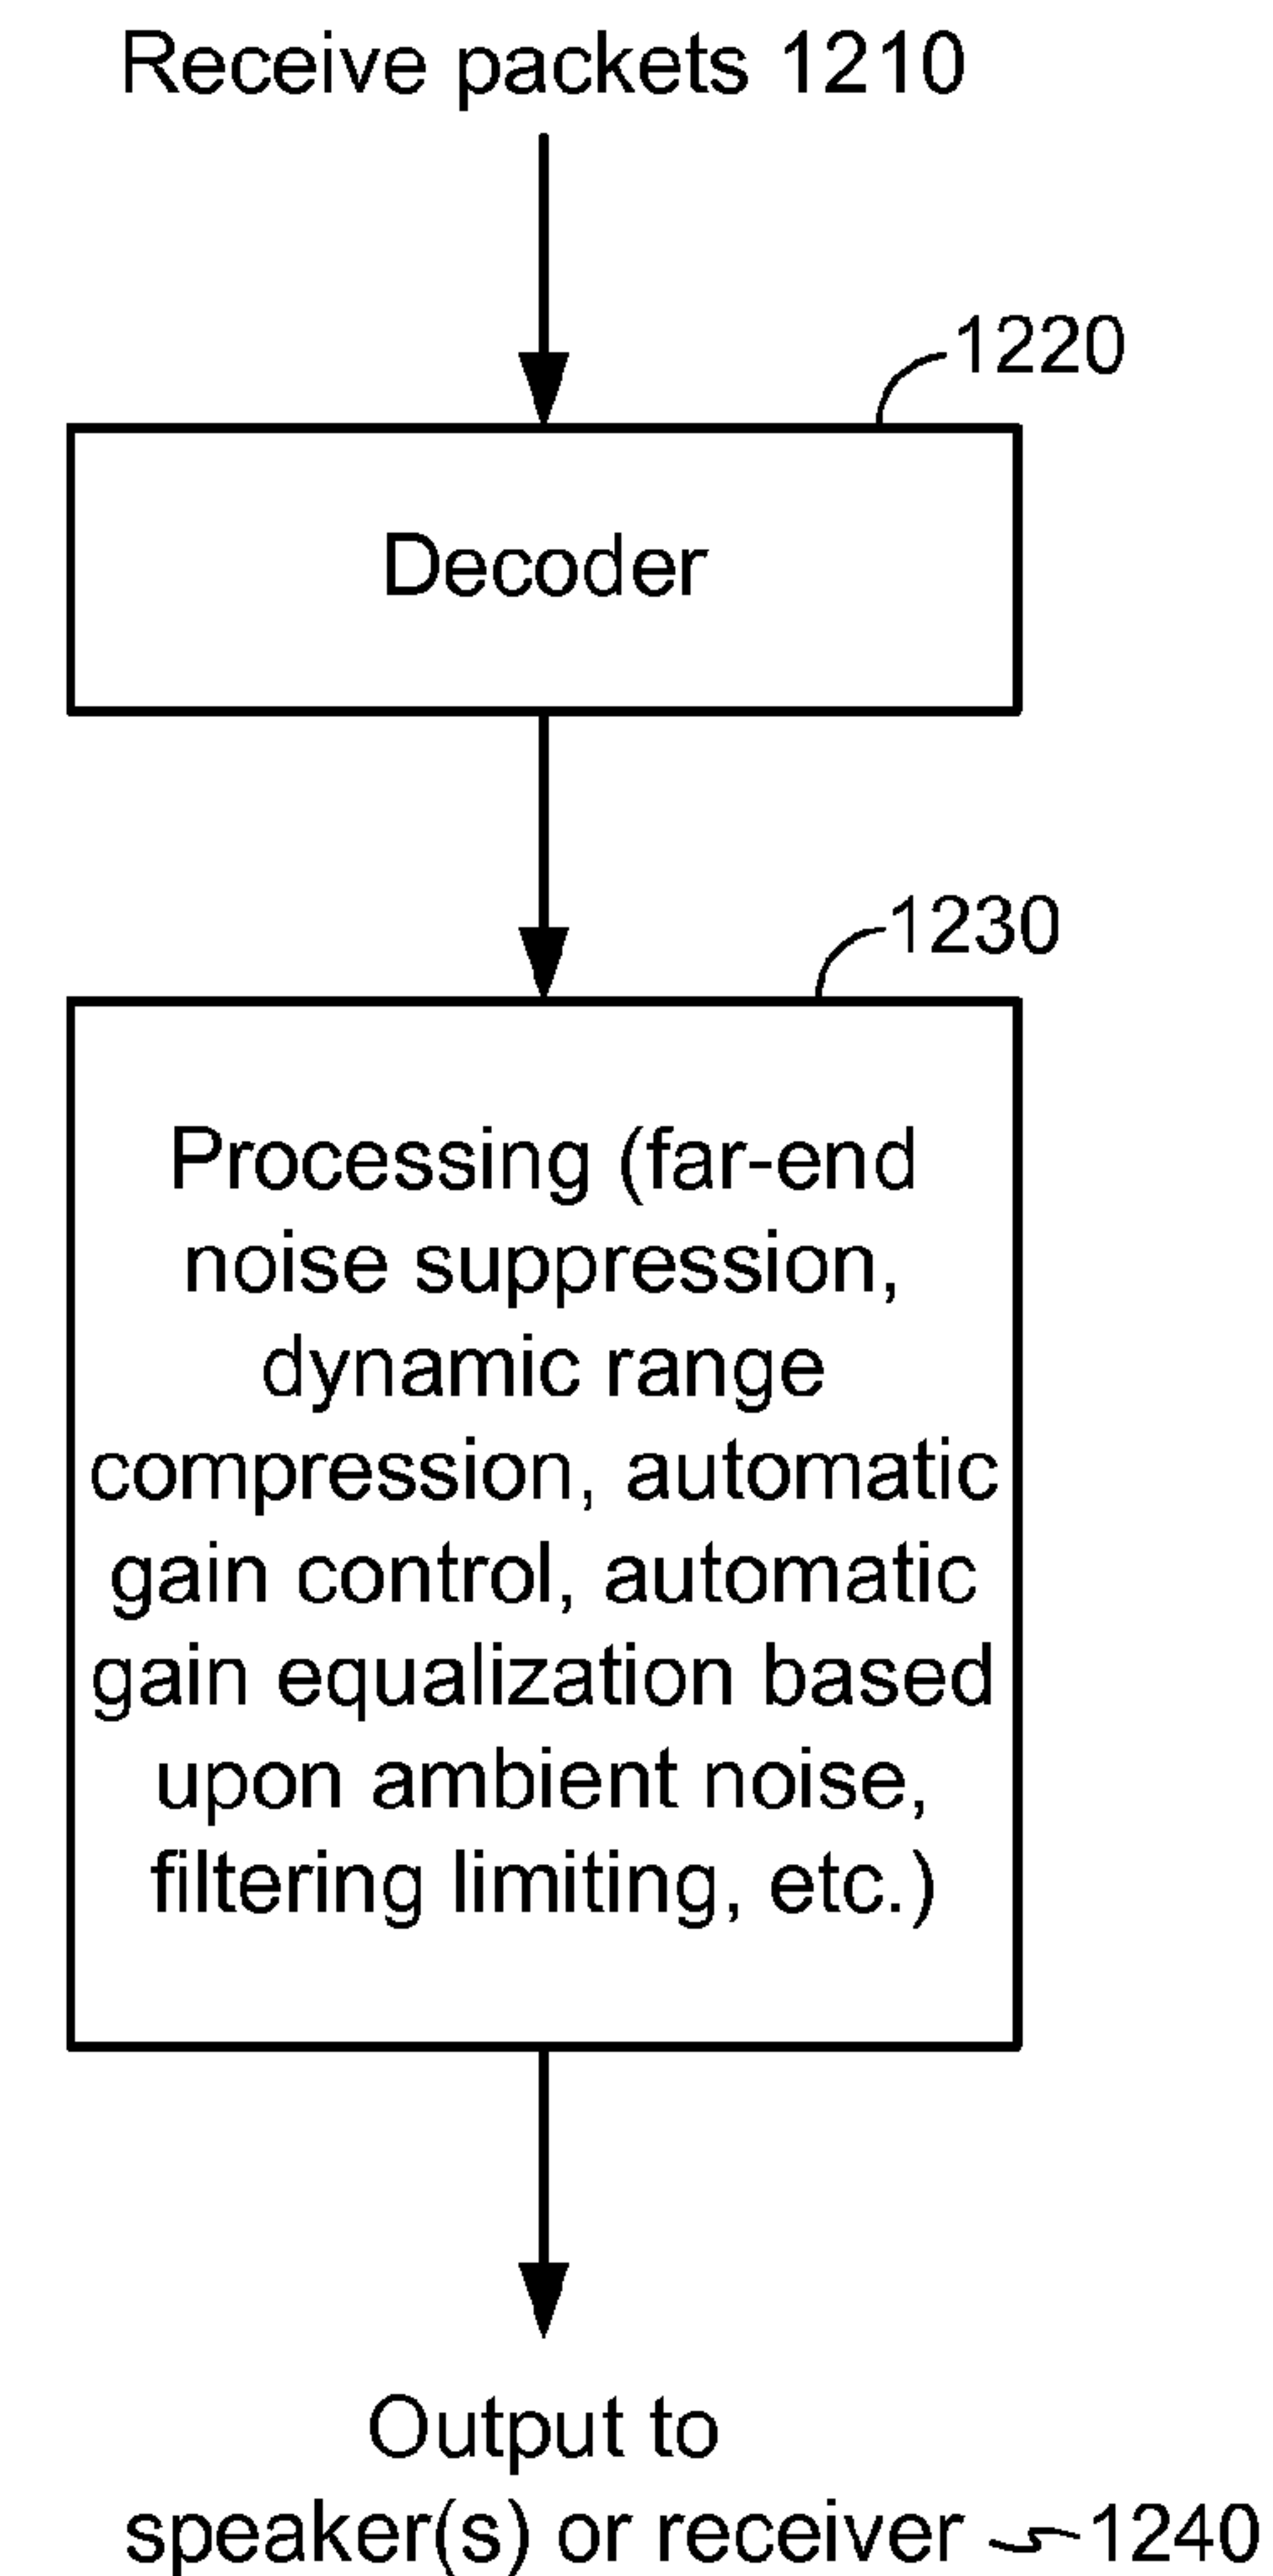 Receive packets 1210
1220
Decoder
1230
Processing (far-end
noise suppression,
dynamic range
compression, automatic
gain control, automatic
gain equalization based
upon ambient noise,
filtering limiting, etc.)
Output to
speaker(s) or receiver 1240